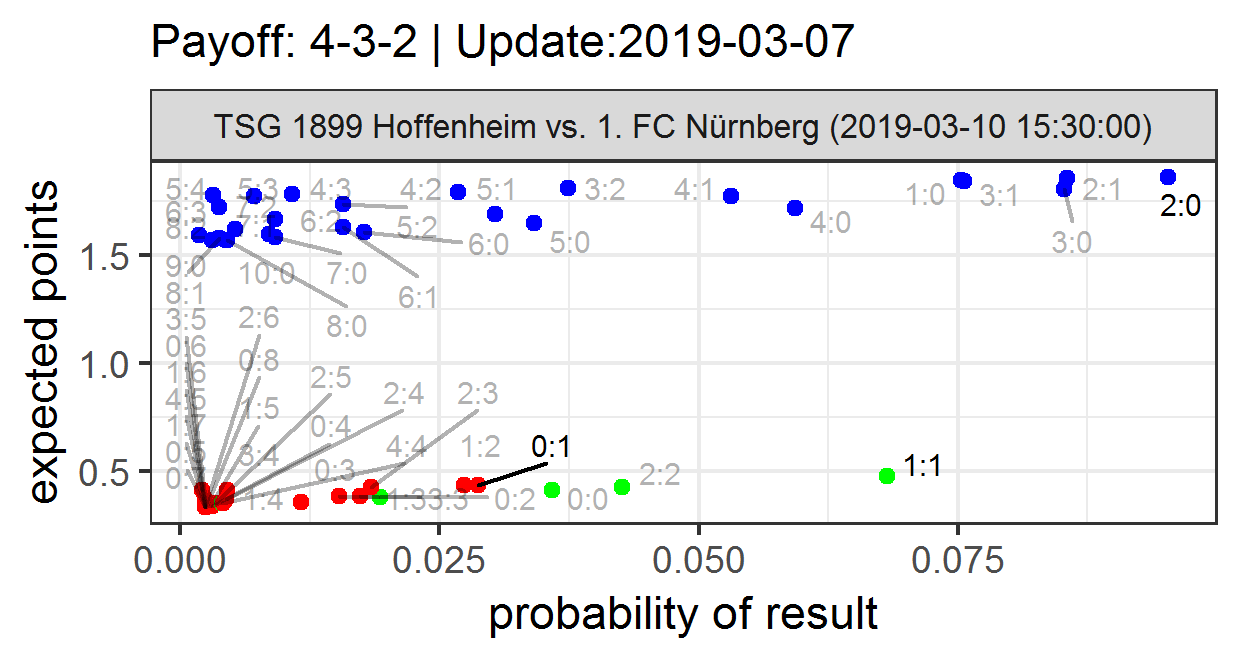 Payoff: 4-3-2 | Update:2019-03-07
TSG 1899 Hoffenheim vs. 1. FC Nürnberg (2019-03-10 15:30:00)
expected points
1.5
1.0
0.5
5:4 5:3 4:3 4:2 5:1 3:2 4:1 1:0 3:1 2:1 2:0
6:3 7:2 6:2 5:2 6:0 5:0 4:0 3:0
9:0 10:0 7:0
8:1 6:1
3:5 2:6 8:0
0:6 0:8
1:6 2:5 2:4 2:3
4:5 1:5
1:7 0:4 4:4 1:2 0:1
0:5 3:4 0:3 2:2 1:1
1:4 1:3 3:3 0:2 0:0
0.000 0.025 0.050 0.075
probability of result